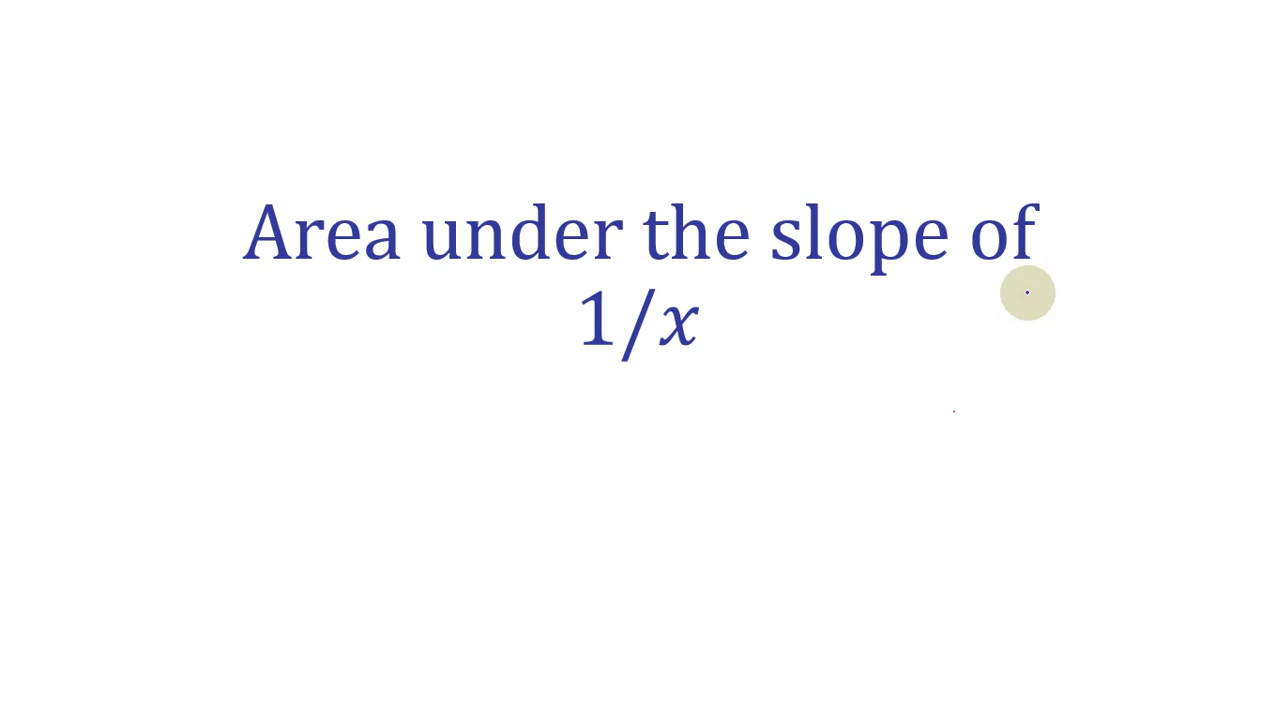 Area under the slope of
1/x